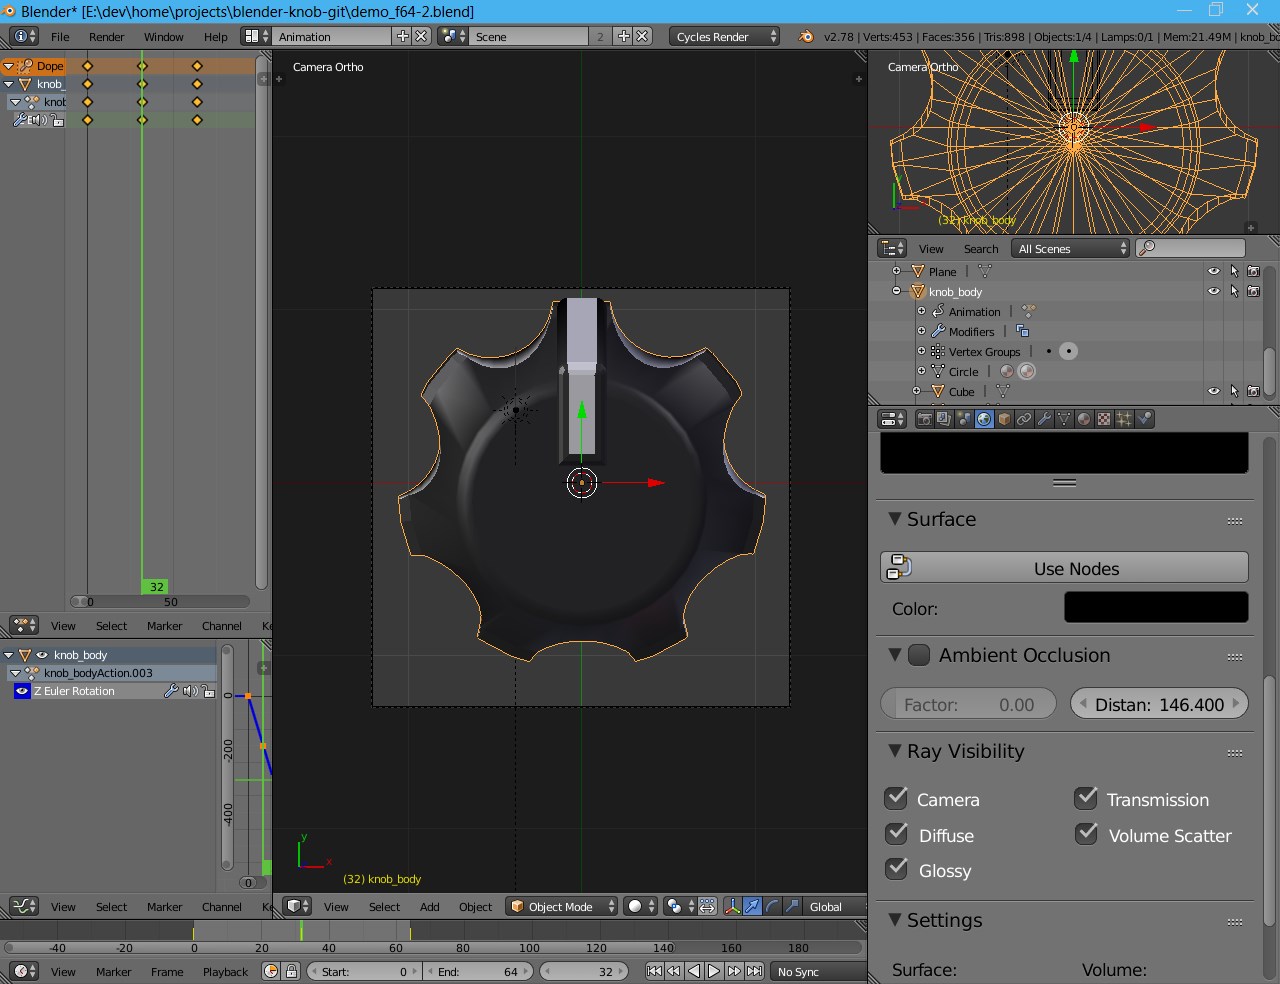 Blender* [E:\dev\home\projects\blender-knob-git\demo_f64-2.blend]
File Render Window Help Animation Scene 2 Cycles Render v2.78 | Verts:453 | Faces:356 | Tris:898 | Objects:1/4 | Lamps:0/1 | Mem:21.49M | knob_bo
Dope
knob_
knob
32
0 50
View Select Marker Channel Ke
knob_body
knob_bodyAction.003
Z Euler Rotation
0
-200
-400
0
View Select Marker Channel Ke
Camera Ortho
y
x
(32) knob_body
View Select Add Object Object Mode Global
Camera Ortho
(32) knob_body
View Search All Scenes
Plane
knob_body
Animation
Modifiers
Vertex Groups
Circle
Cube
Surface
Use Nodes
Color:
Ambient Occlusion
Factor: 0.00 Distan: 146.400
Ray Visibility
Camera Transmission
Diffuse Volume Scatter
Glossy
Settings
Surface: Volume:
-40 -20 0 20 40 60 80 100 120 140 160 180
View Marker Frame Playback Start: 0 End: 64 32 No Sync